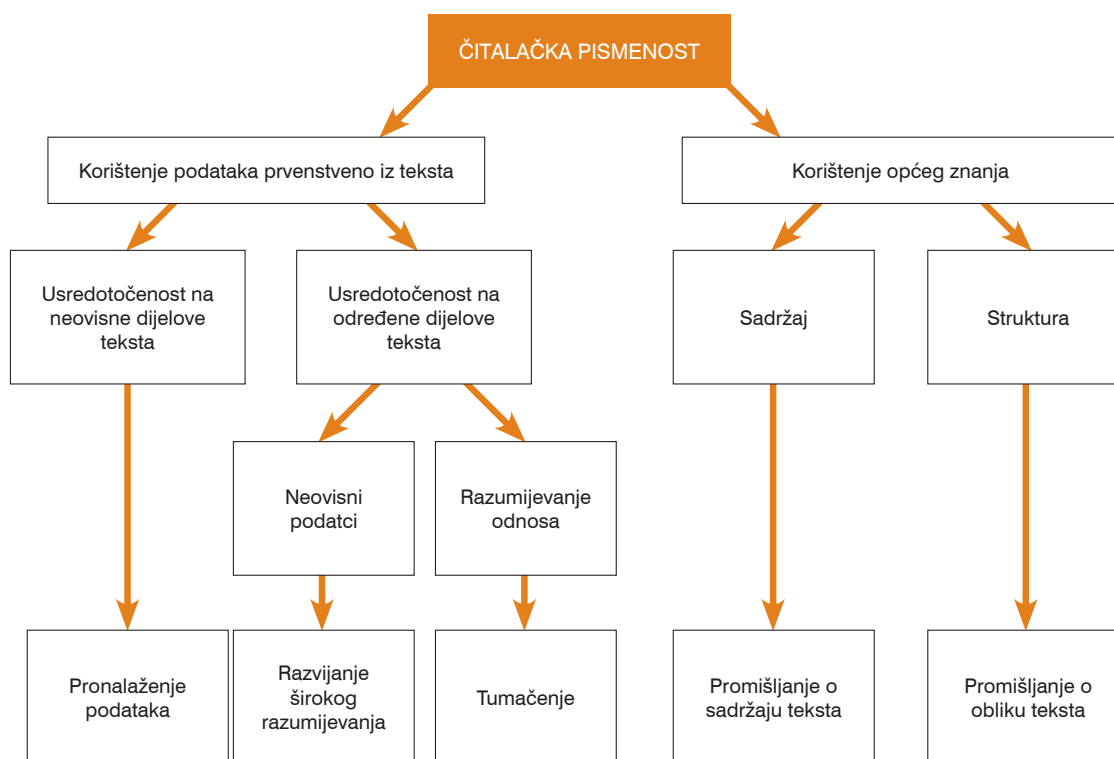 ČITALAČKA PISMENOST
Korištenje podataka prvenstveno iz teksta
Korištenje općeg znanja
Usredotočenost na
neovisne dijelove
teksta
Usredotočenost na
određene dijelove
teksta
Sadržaj
Struktura
Neovisni
podatci
Razumijevanje
odnosa
Pronalaženje
podataka
Razvijanje
širokog
razumijevanja
Tumačenje
Promišljanje o
sadržaju teksta
Promišljanje o
obliku teksta